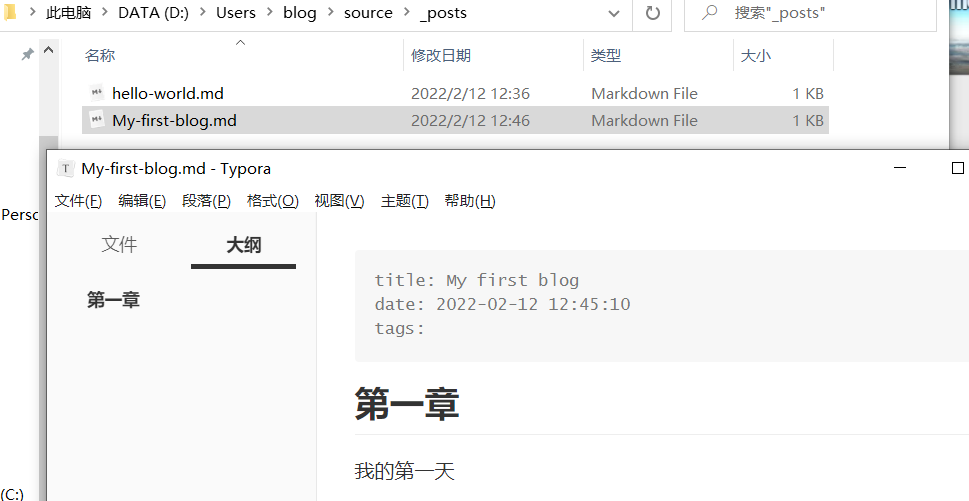 此电脑 > DATA (D:) > Users > blog > source > _posts
搜索"_posts"
名称 修改日期 类型 大小
hello-world.md 2022/2/12 12:36 Markdown File 1 KB
My-first-blog.md 2022/2/12 12:46 Markdown File 1 KB
T My-first-blog.md - Typora
文件(F) 编辑(E) 段落(P) 格式(O) 视图(V) 主题(T) 帮助(H)
Perso
文件 大纲
第一章
title: My first blog
date: 2022-02-12 12:45:10
tags:
第一章
我的第一天
(C:)